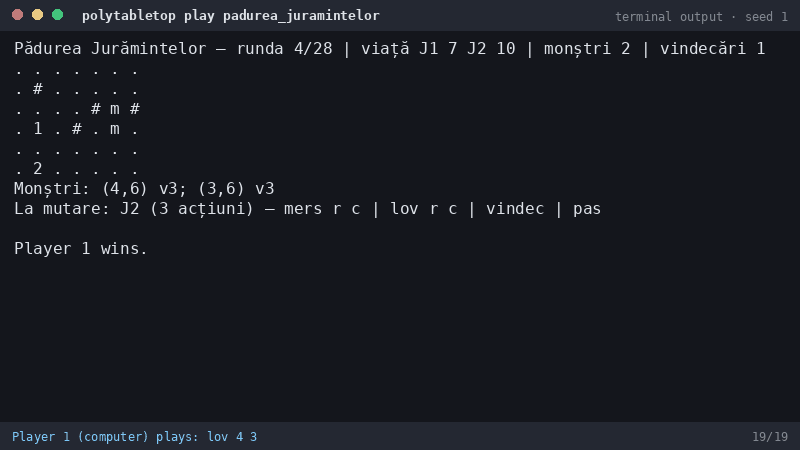 polytabletop play padurea_juramintelor
terminal output · seed 1
Pădurea Jurămintelor — runda 4/28 | viață J1 7 J2 10 | monștri 2 | vindecări 1
. . . . . . .
. # . . . . .
. . . . # m #
. 1 . # . m .
. . . . . . .
. 2 . . . . .
Monștri: (4,6) v3; (3,6) v3
La mutare: J2 (3 acțiuni) — mers r c | lov r c | vindec | pas
Player 1 wins.
Player 1 (computer) plays: lov 4 3
19/19